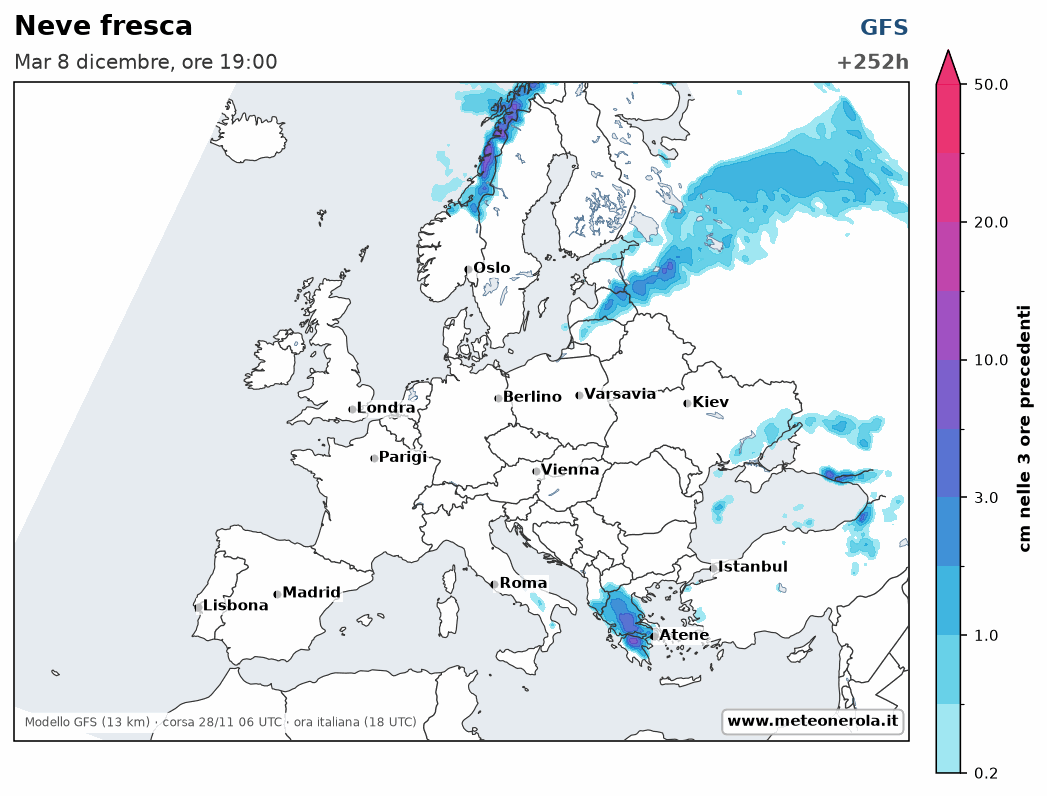 Neve fresca
GFS
Mar 8 dicembre, ore 19:00
+252h
50.0
20.0
10.0
3.0
1.0
0.2
cm nelle 3 ore precedenti
Oslo
Berlino
Varsavia
Kiev
Londra
Parigi
Vienna
Istanbul
Roma
Madrid
Lisbona
Atene
Modello GFS (13 km) · corsa 28/11 06 UTC · ora italiana (18 UTC)
www.meteonerola.it